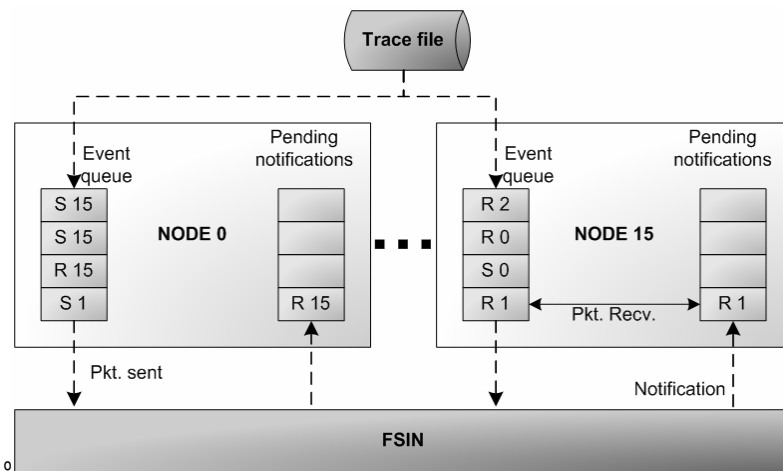 Trace file
Event
queue
Pending
notifications
S 15
S 15
R 15
S 1
NODE 0
R 15
Pkt. sent
Event
queue
Pending
notifications
R 2
R 0
S 0
R 1
NODE 15
Pkt. Recv.
R 1
Notification
FSIN
0